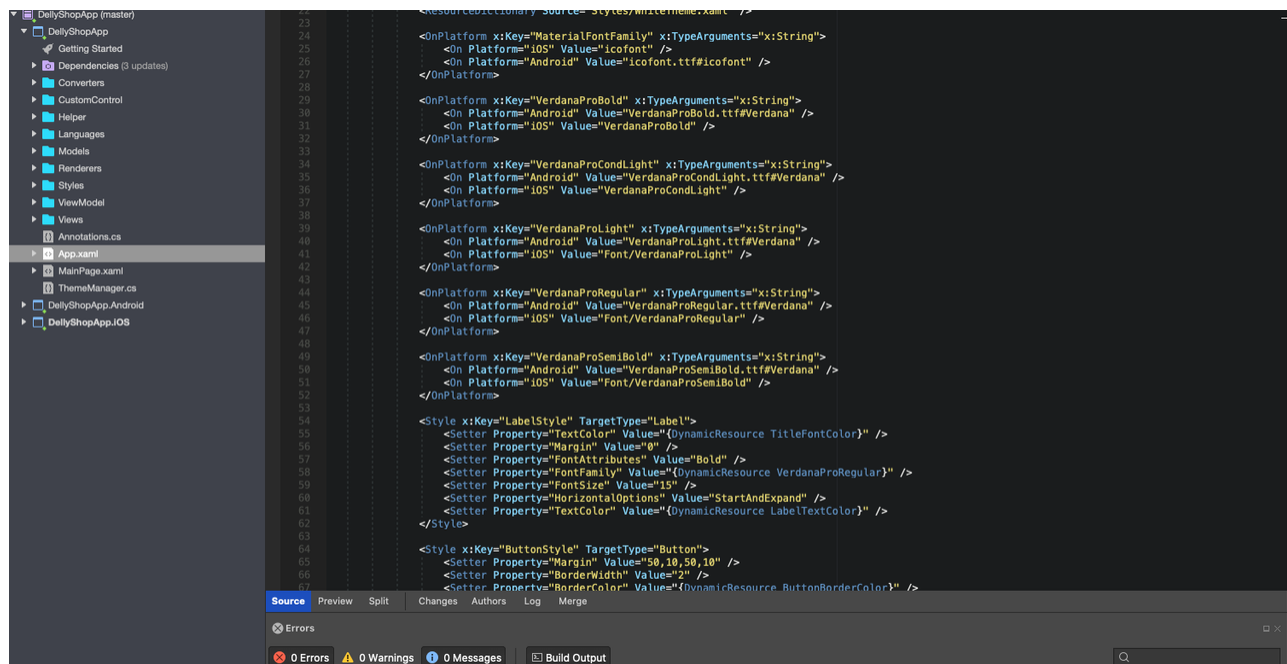 DellyShopApp (master)
DellyShopApp
Getting Started
Dependencies (3 updates)
Converters
CustomControl
Helper
Languages
Models
Renderers
Styles
ViewModel
Views
Annotations.cs
App.xaml
MainPage.xaml
ThemeManager.cs
DellyShopApp.Android
DellyShopApp.iOS
22 <ResourceDictionary Source="Styles/WhiteTheme.xaml" />
23
24 <OnPlatform x:Key="MaterialFontFamily" x:TypeArguments="x:String">
25 <On Platform="iOS" Value="icofont" />
26 <On Platform="Android" Value="icofont.ttf#icofont" />
27 </OnPlatform>
28
29 <OnPlatform x:Key="VerdanaProBold" x:TypeArguments="x:String">
30 <On Platform="Android" Value="VerdanaProBold.ttf#Verdana" />
31 <On Platform="iOS" Value="VerdanaProBold" />
32 </OnPlatform>
33
34 <OnPlatform x:Key="VerdanaProCondLight" x:TypeArguments="x:String">
35 <On Platform="Android" Value="VerdanaProCondLight.ttf#Verdana" />
36 <On Platform="iOS" Value="VerdanaProCondLight" />
37 </OnPlatform>
38
39 <OnPlatform x:Key="VerdanaProLight" x:TypeArguments="x:String">
40 <On Platform="Android" Value="VerdanaProLight.ttf#Verdana" />
41 <On Platform="iOS" Value="Font/VerdanaProLight" />
42 </OnPlatform>
43
44 <OnPlatform x:Key="VerdanaProRegular" x:TypeArguments="x:String">
45 <On Platform="Android" Value="VerdanaProRegular.ttf#Verdana" />
46 <On Platform="iOS" Value="Font/VerdanaProRegular" />
47 </OnPlatform>
48
49 <OnPlatform x:Key="VerdanaProSemiBold" x:TypeArguments="x:String">
50 <On Platform="Android" Value="VerdanaProSemiBold.ttf#Verdana" />
51 <On Platform="iOS" Value="Font/VerdanaProSemiBold" />
52 </OnPlatform>
53
54 <Style x:Key="LabelStyle" TargetType="Label">
55 <Setter Property="TextColor" Value="{DynamicResource TitleFontColor}" />
56 <Setter Property="Margin" Value="0" />
57 <Setter Property="FontAttributes" Value="Bold" />
58 <Setter Property="FontFamily" Value="{DynamicResource VerdanaProRegular}" />
59 <Setter Property="FontSize" Value="15" />
60 <Setter Property="HorizontalOptions" Value="StartAndExpand" />
61 <Setter Property="TextColor" Value="{DynamicResource LabelTextColor}" />
62 </Style>
63
64 <Style x:Key="ButtonStyle" TargetType="Button">
65 <Setter Property="Margin" Value="50,10,50,10" />
66 <Setter Property="BorderWidth" Value="2" />
67 <Setter Property="BorderColor" Value="{DynamicResource ButtonBorderColor}" />
Source Preview Split Changes Authors Log Merge
Errors
0 Errors 0 Warnings 0 Messages Build Output